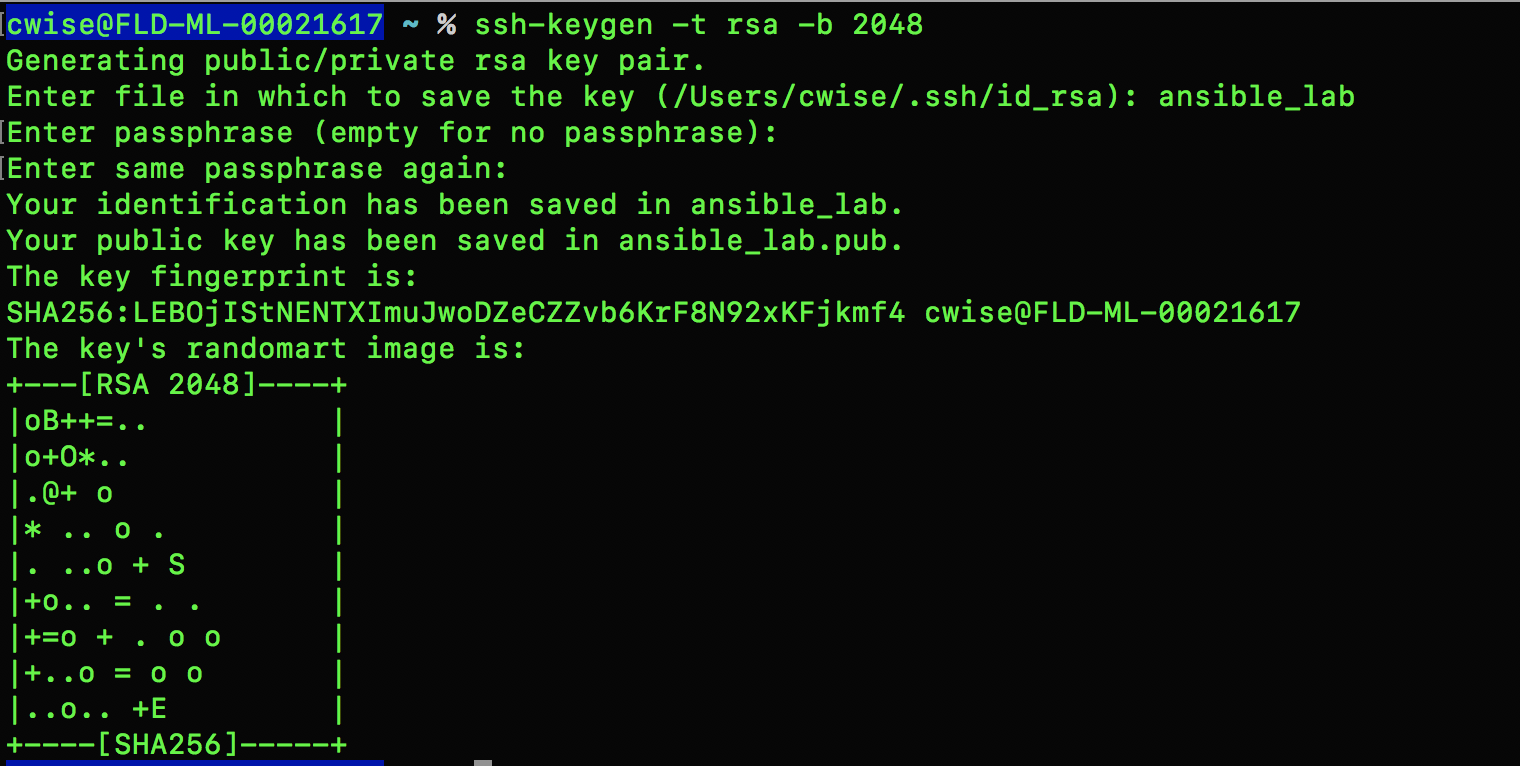 cwise@FLD-ML-00021617 ~ % ssh-keygen -t rsa -b 2048
Generating public/private rsa key pair.
Enter file in which to save the key (/Users/cwise/.ssh/id_rsa): ansible_lab
Enter passphrase (empty for no passphrase):
Enter same passphrase again:
Your identification has been saved in ansible_lab.
Your public key has been saved in ansible_lab.pub.
The key fingerprint is:
SHA256:LEBOjIStNENTXImuJwoDZeCZZvb6KrF8N92xKFjkmf4 cwise@FLD-ML-00021617
The key's randomart image is:
+---[RSA 2048]----+
|oB++=..          |
|o+O*..           |
|.@+ o            |
|* .. o .         |
|. ..o + S        |
|+o.. = . .       |
|+=o + . o o      |
|+..o = o o       |
|..o.. +E         |
+----[SHA256]-----+